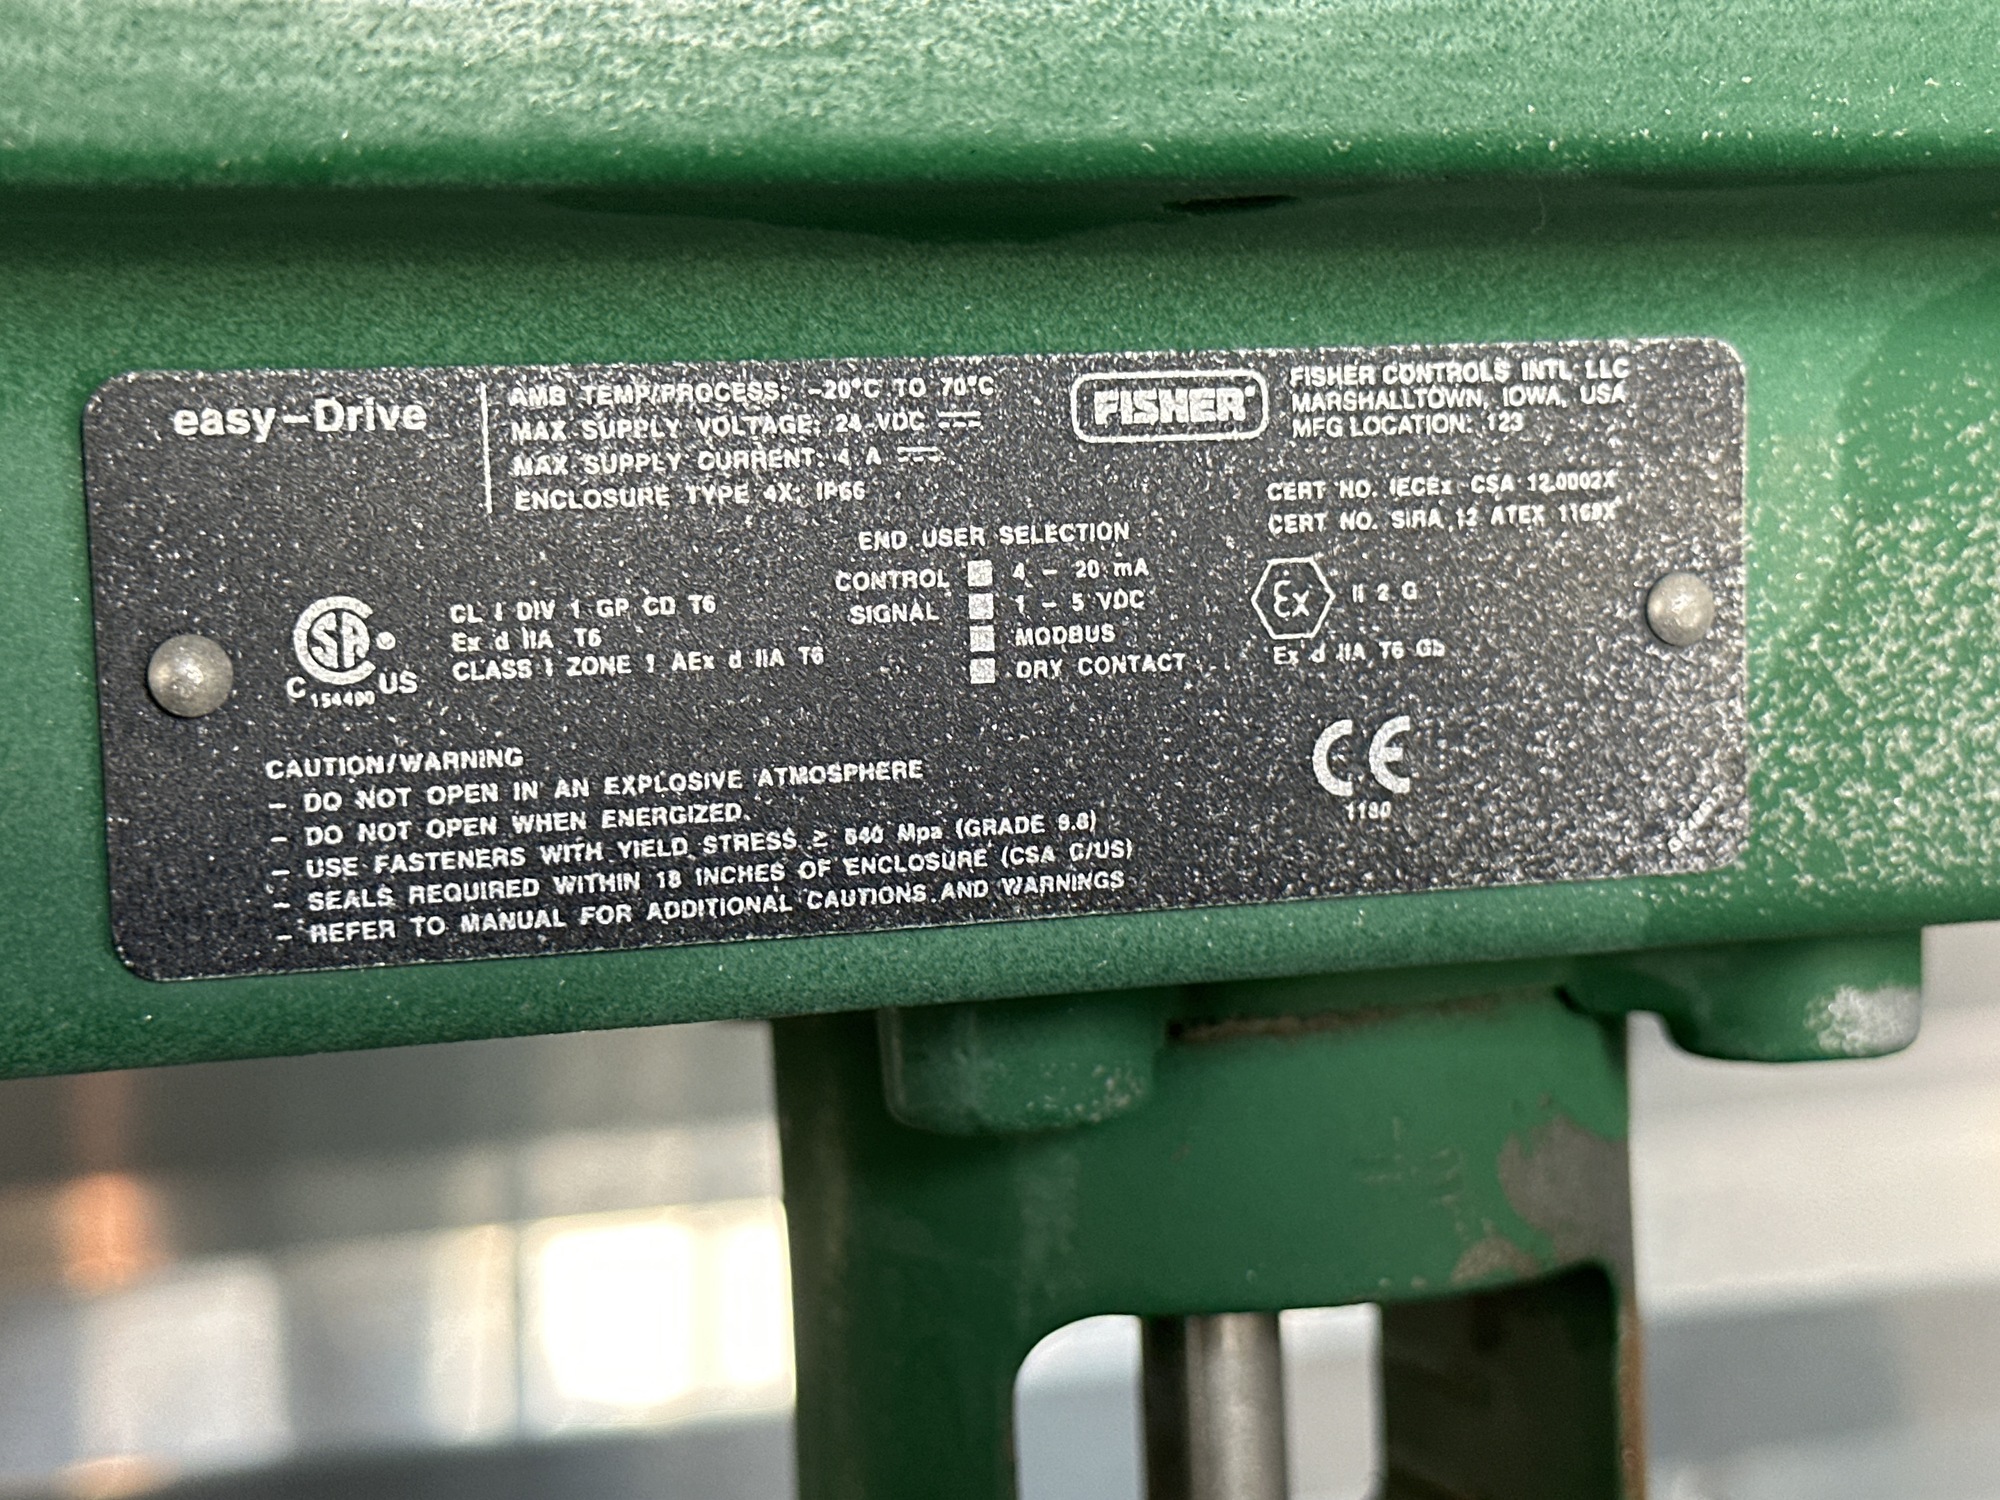 easy-Drive
AMB TEMP/PROCESS: -20°C TO 70°C
MAX SUPPLY VOLTAGE: 24 VDC
MAX SUPPLY CURRENT: 4 A
ENCLOSURE TYPE 4X; IP66
FISHER®
FISHER CONTROLS INTL LLC
MARSHALLTOWN, IOWA, USA
MFG LOCATION: 123
CERT NO. IECEx CSA 12.0002X
CERT NO. SIRA 12 ATEX
END USER SELECTION
CONTROL SIGNAL
4 - 20 mA
1 - 5 VDC
MODBUS
DRY CONTACT
SA®
C 154490 US
CL I DIV 1 GP CD T6
Ex d IIA T6
CLASS I ZONE 1 AEx d IIA T6
Ex II 2 G
Ex d IIA T6 Gb
CE
1180
CAUTION/WARNING
- DO NOT OPEN IN AN EXPLOSIVE ATMOSPHERE
- DO NOT OPEN WHEN ENERGIZED.
- USE FASTENERS WITH YIELD STRESS ≥ 640 Mpa (GRADE 8.8)
- SEALS REQUIRED WITHIN 18 INCHES OF ENCLOSURE (CSA C/US)
- REFER TO MANUAL FOR ADDITIONAL CAUTIONS AND WARNINGS